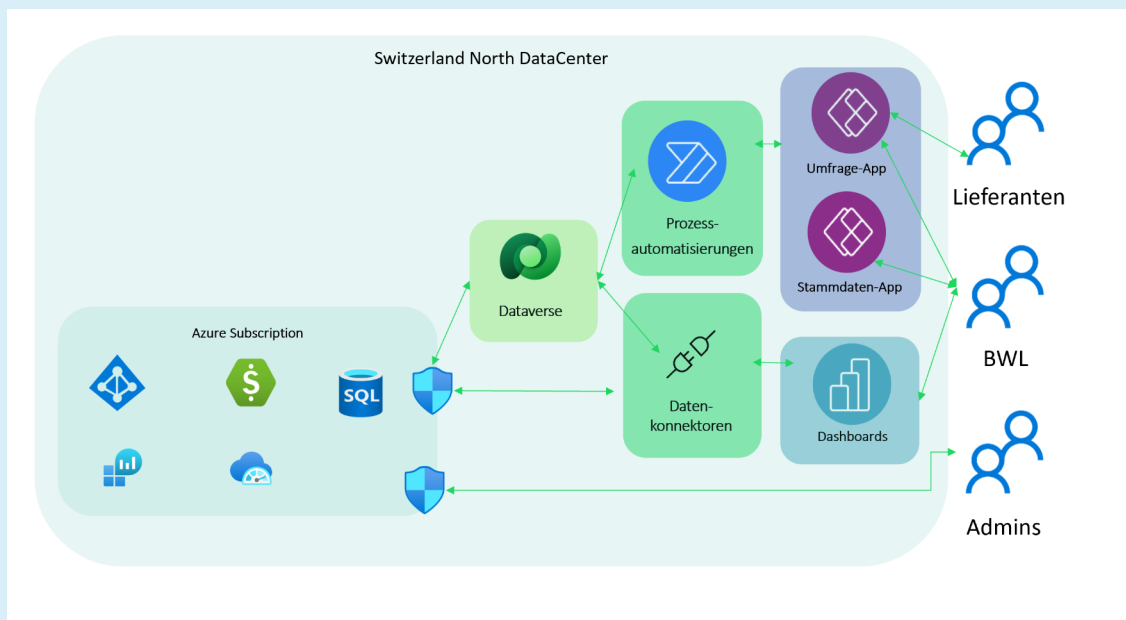 Switzerland North DataCenter
Umfrage-App
Lieferanten
Prozess-
automatisierungen
Stammdaten-App
Dataverse
Azure Subscription
BWL
SQL
Daten-
konnektoren
Dashboards
Admins